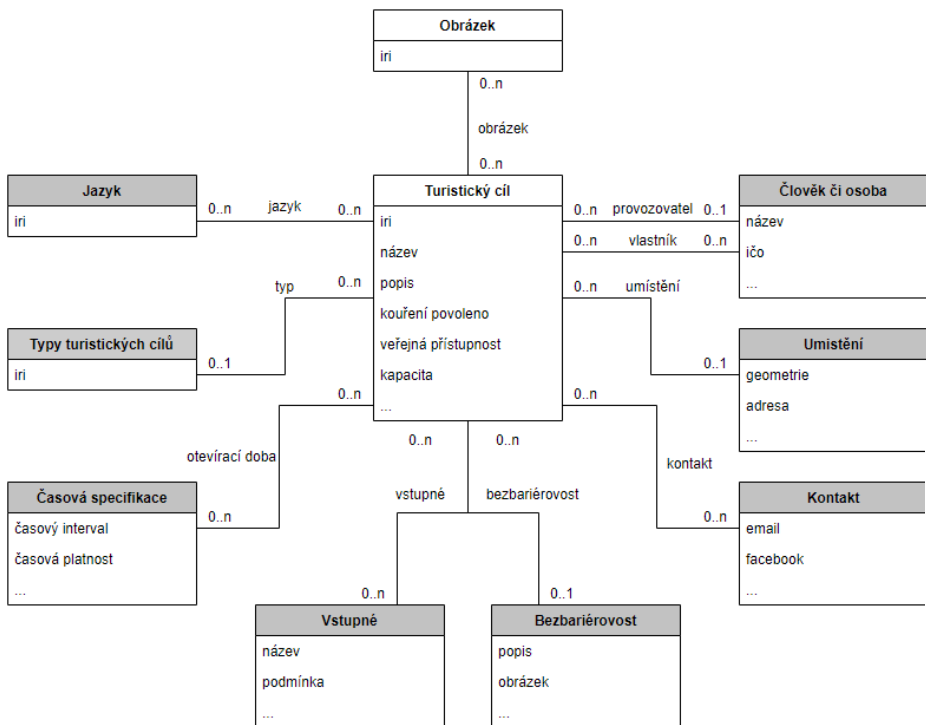 Obrázek
iri
0..n
obrázek
0..n
Jazyk
iri
0..n
jazyk
0..n
Turistický cíl
iri
název
popis
kouření povoleno
veřejná přístupnost
kapacita
...
0..n
provozovatel
0..1
0..n
vlastník
0..n
Člověk či osoba
název
ičo
...
typ
0..n
0..n
umístění
Typy turistických cílů
iri
0..1
0..1
Umistění
geometrie
adresa
...
0..n
0..n
otevírací doba
0..n
0..n
kontakt
Časová specifikace
časový interval
časová platnost
...
0..n
vstupné
bezbariérovost
0..n
Kontakt
email
facebook
...
0..n
0..1
Vstupné
název
podmínka
...
Bezbariérovost
popis
obrázek
...